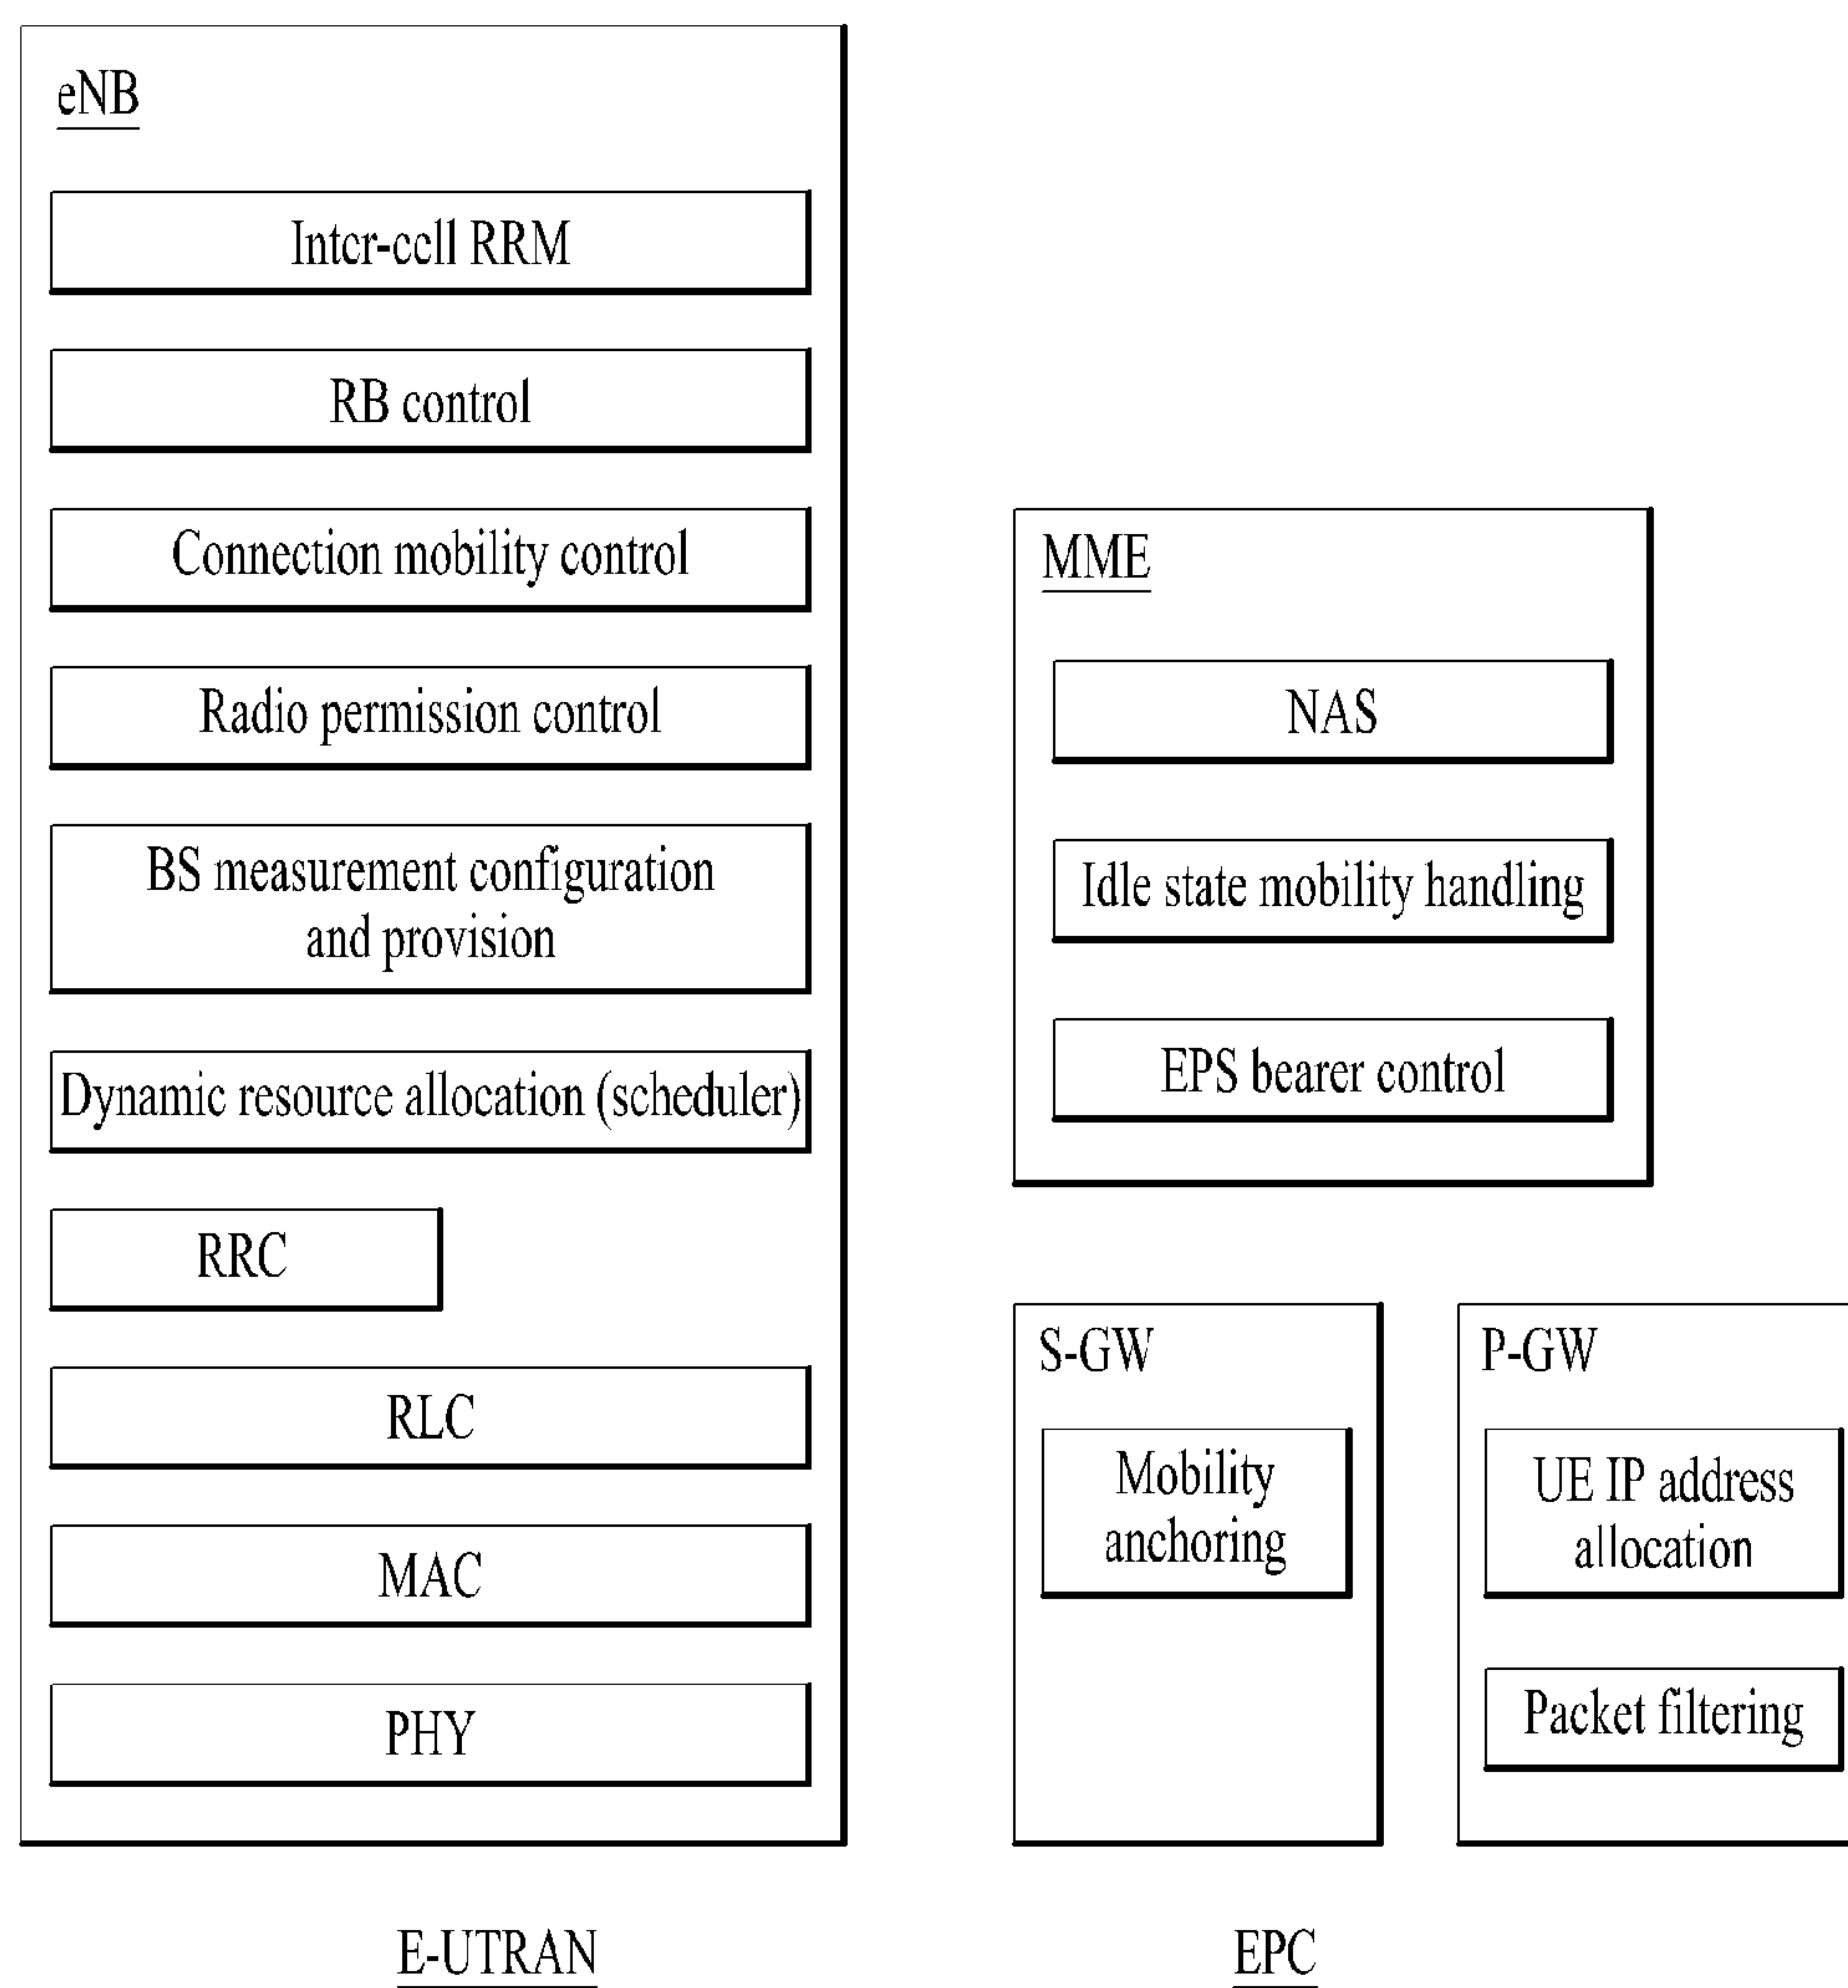 eNB
Inter-cell RRM
RB control
Connection mobility control
Radio permission control
BS measurement configuration
and provision
Dynamic resource allocation (scheduler)
RRC
RLC
MAC
PHY
E-UTRAN
MME
NAS
Idle state mobility handling
EPS bearer control
S-GW
Mobility
anchoring
P-GW
UE IP address
allocation
Packet filtering
EPC